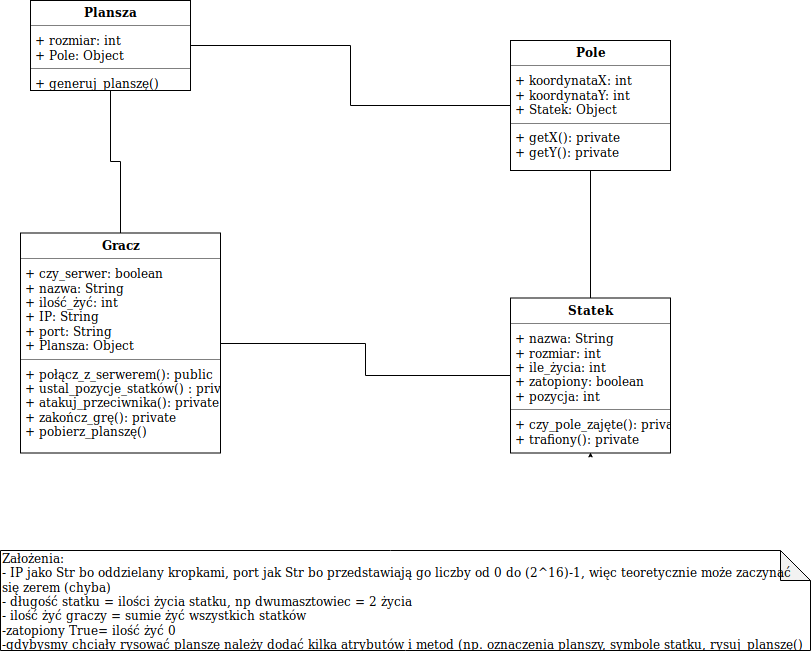 Plansza
+ rozmiar: int
+ Pole: Object
+ generuj_planszę()
Pole
+ koordynataX: int
+ koordynataY: int
+ Statek: Object
+ getX(): private
+ getY(): private
Gracz
+ czy_serwer: boolean
+ nazwa: String
+ ilość_żyć: int
+ IP: String
+ port: String
+ Plansza: Object
+ połącz_z_serwerem(): public
+ ustal_pozycje_statków() : priv
+ atakuj_przeciwnika(): private
+ zakończ_grę(): private
+ pobierz_planszę()
Statek
+ nazwa: String
+ rozmiar: int
+ ile_życia: int
+ zatopiony: boolean
+ pozycja: int
+ czy_pole_zajęte(): priva
+ trafiony(): private
Założenia:
- IP jako Str bo oddzielany kropkami, port jak Str bo przedstawiają go liczby od 0 do (2^16)-1, więc teoretycznie może zaczynać
się zerem (chyba)
- długość statku = ilości życia statku, np dwumasztowiec = 2 życia
- ilość żyć graczy = sumie żyć wszystkich statków
-zatopiony True= ilość żyć 0
-gdybysmy chciały rysować planszę należy dodać kilka atrybutów i metod (np. oznaczenia planszy, symbole statku, rysuj_planszę()